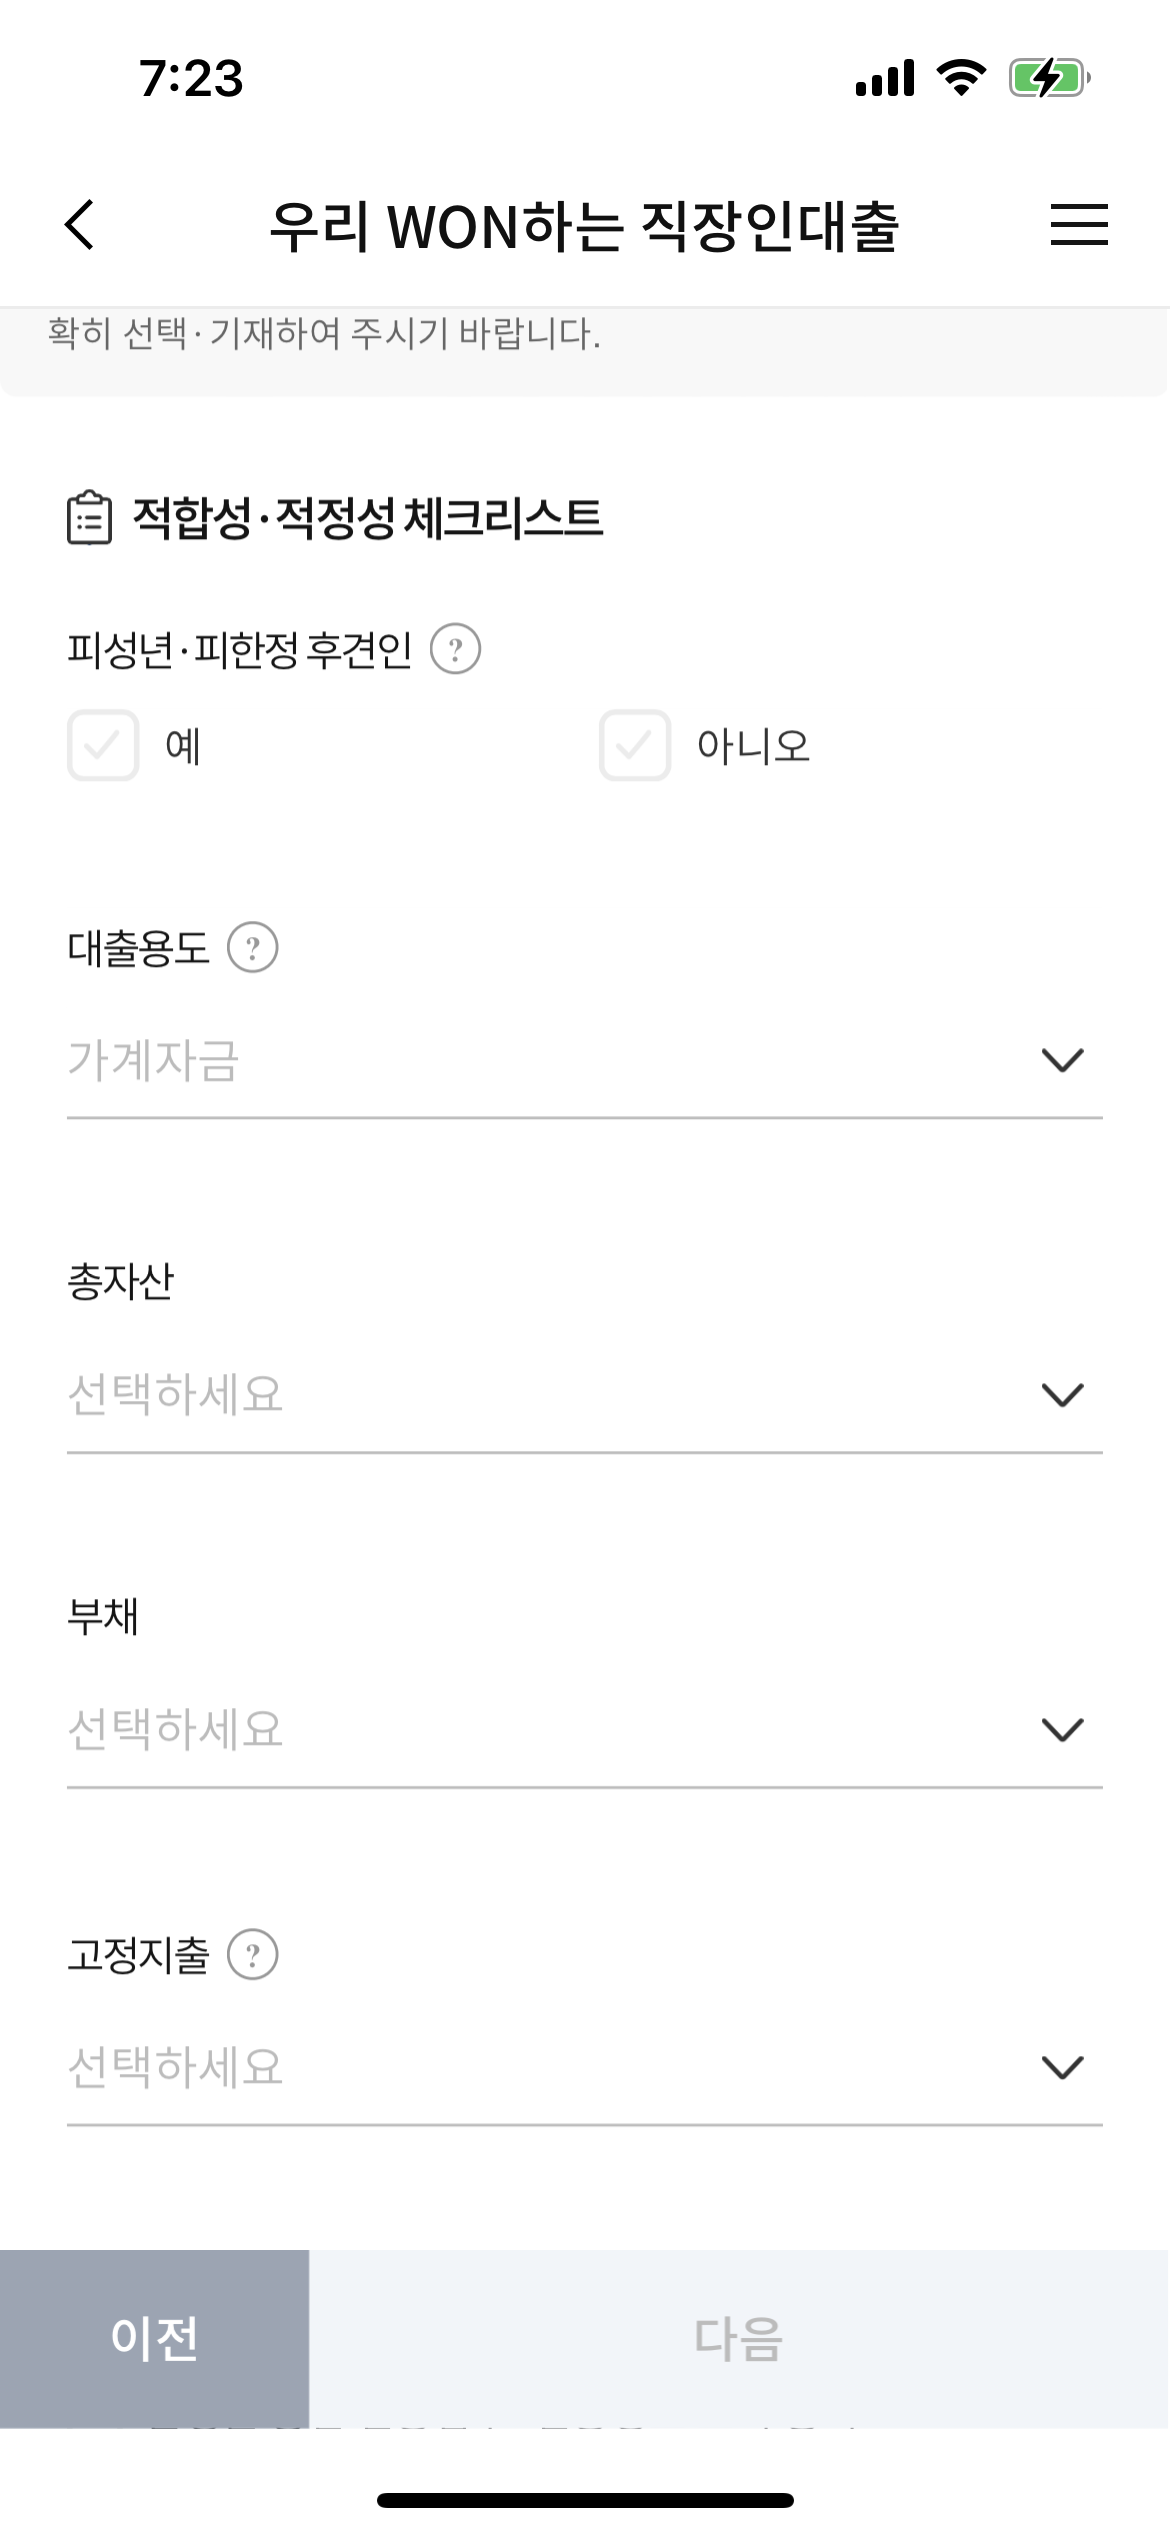 7:23
우리 WON하는 직장인대출
확히 선택·기재하여 주시기 바랍니다.
적합성·적정성 체크리스트
피성년·피한정 후견인 ?
예 아니오
대출용도 ?
가계자금
총자산
선택하세요
부채
선택하세요
고정지출 ?
선택하세요
이전 다음